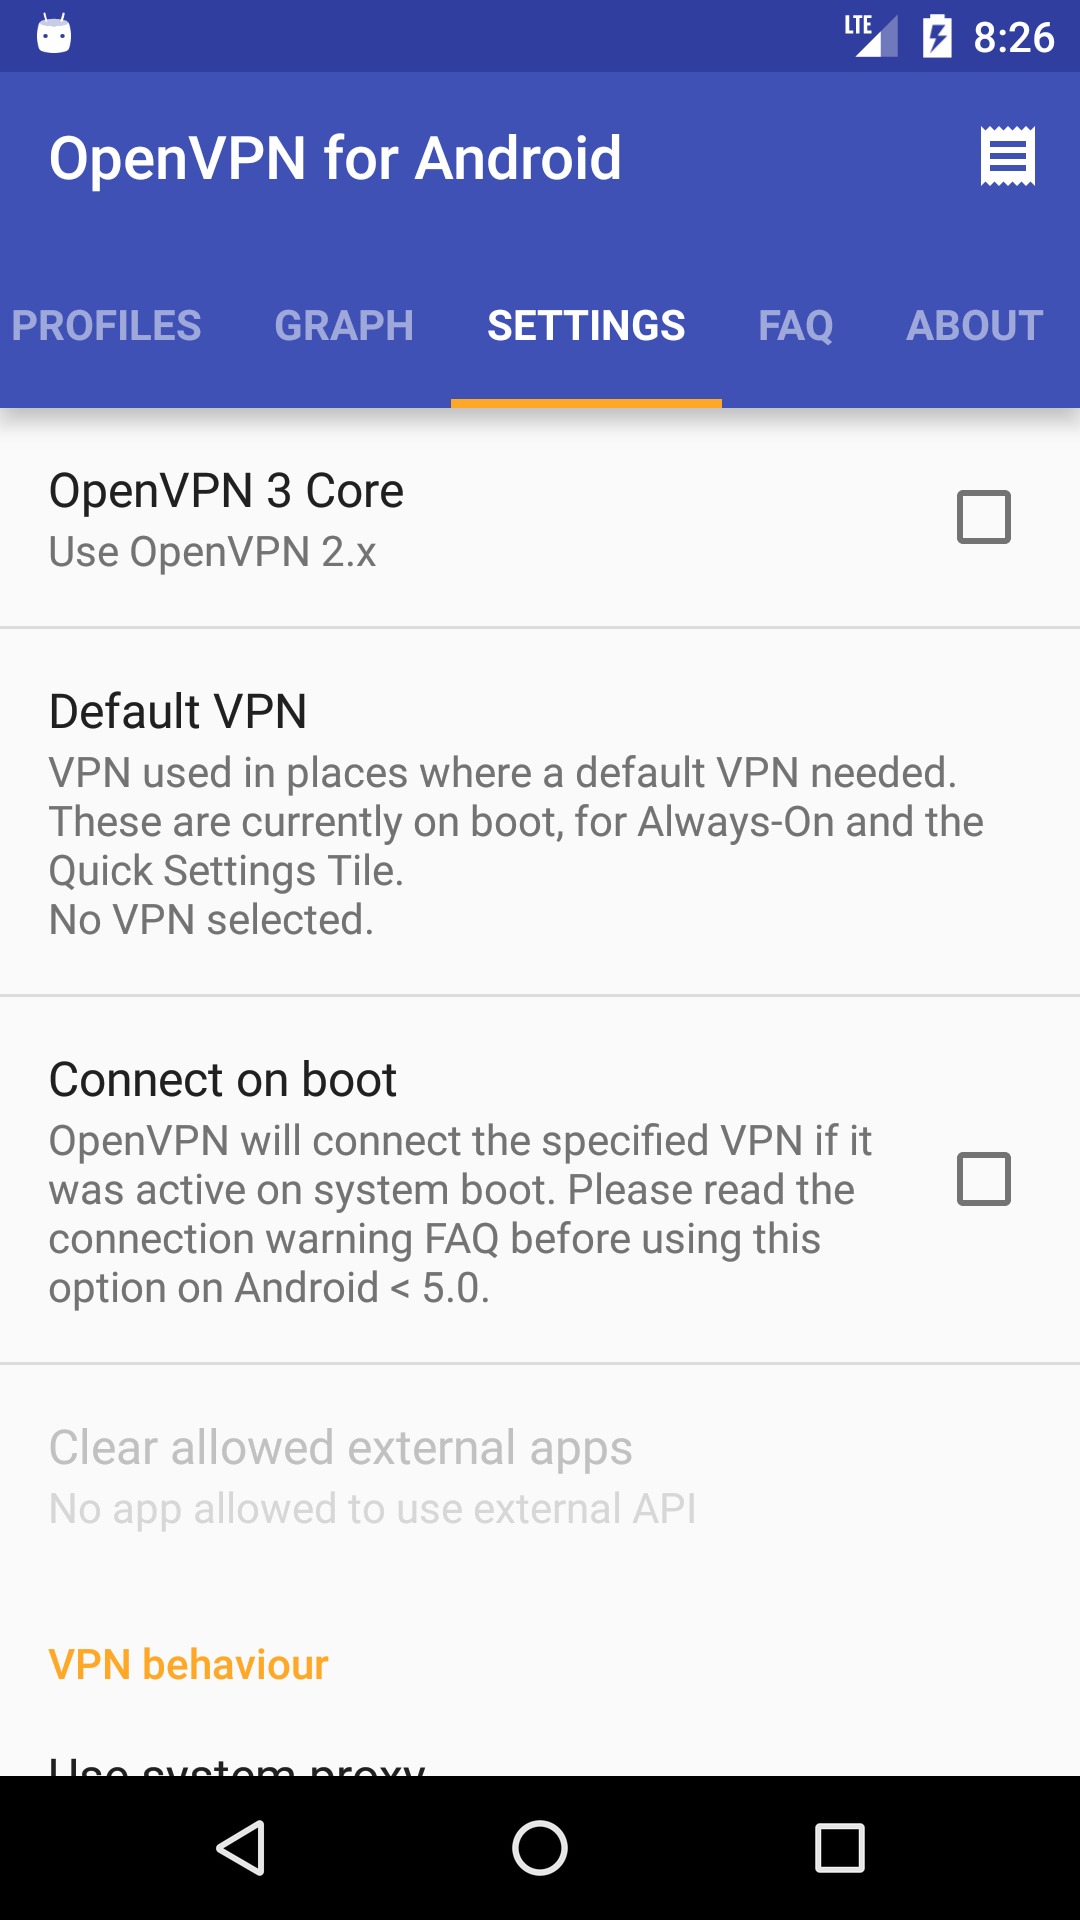 LTE 8:26
OpenVPN for Android
PROFILES GRAPH SETTINGS FAQ ABOUT
OpenVPN 3 Core
Use OpenVPN 2.x
Default VPN
VPN used in places where a default VPN needed.
These are currently on boot, for Always-On and the
Quick Settings Tile.
No VPN selected.
Connect on boot
OpenVPN will connect the specified VPN if it
was active on system boot. Please read the
connection warning FAQ before using this
option on Android < 5.0.
Clear allowed external apps
No app allowed to use external API
VPN behaviour
Use system proxy